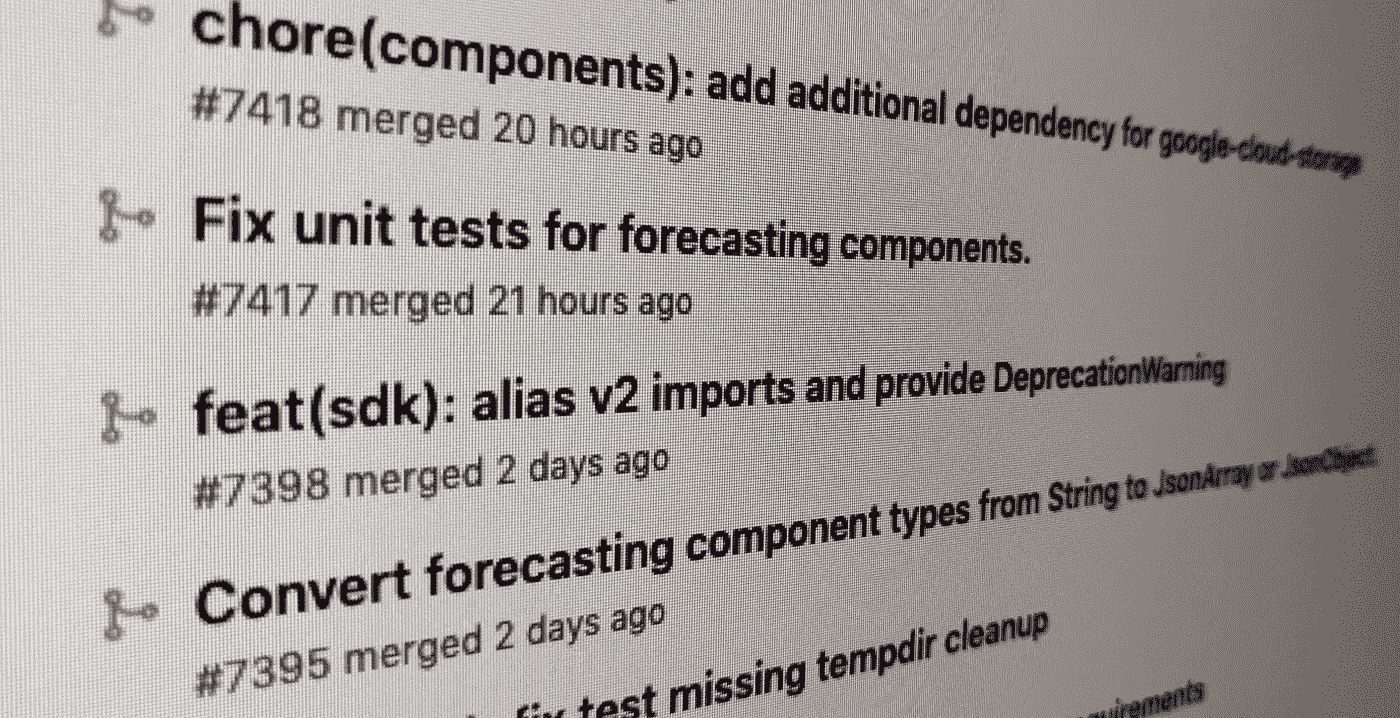 chore(components): add additional dependency for google-cloud-storage
#7418 merged 20 hours ago
Fix unit tests for forecasting components.
#7417 merged 21 hours ago
feat(sdk): alias v2 imports and provide DeprecationWarning
#7398 merged 2 days ago
Convert forecasting component types from String to JsonArray or JsonObject.
#7395 merged 2 days ago
fix test missing tempdir cleanup